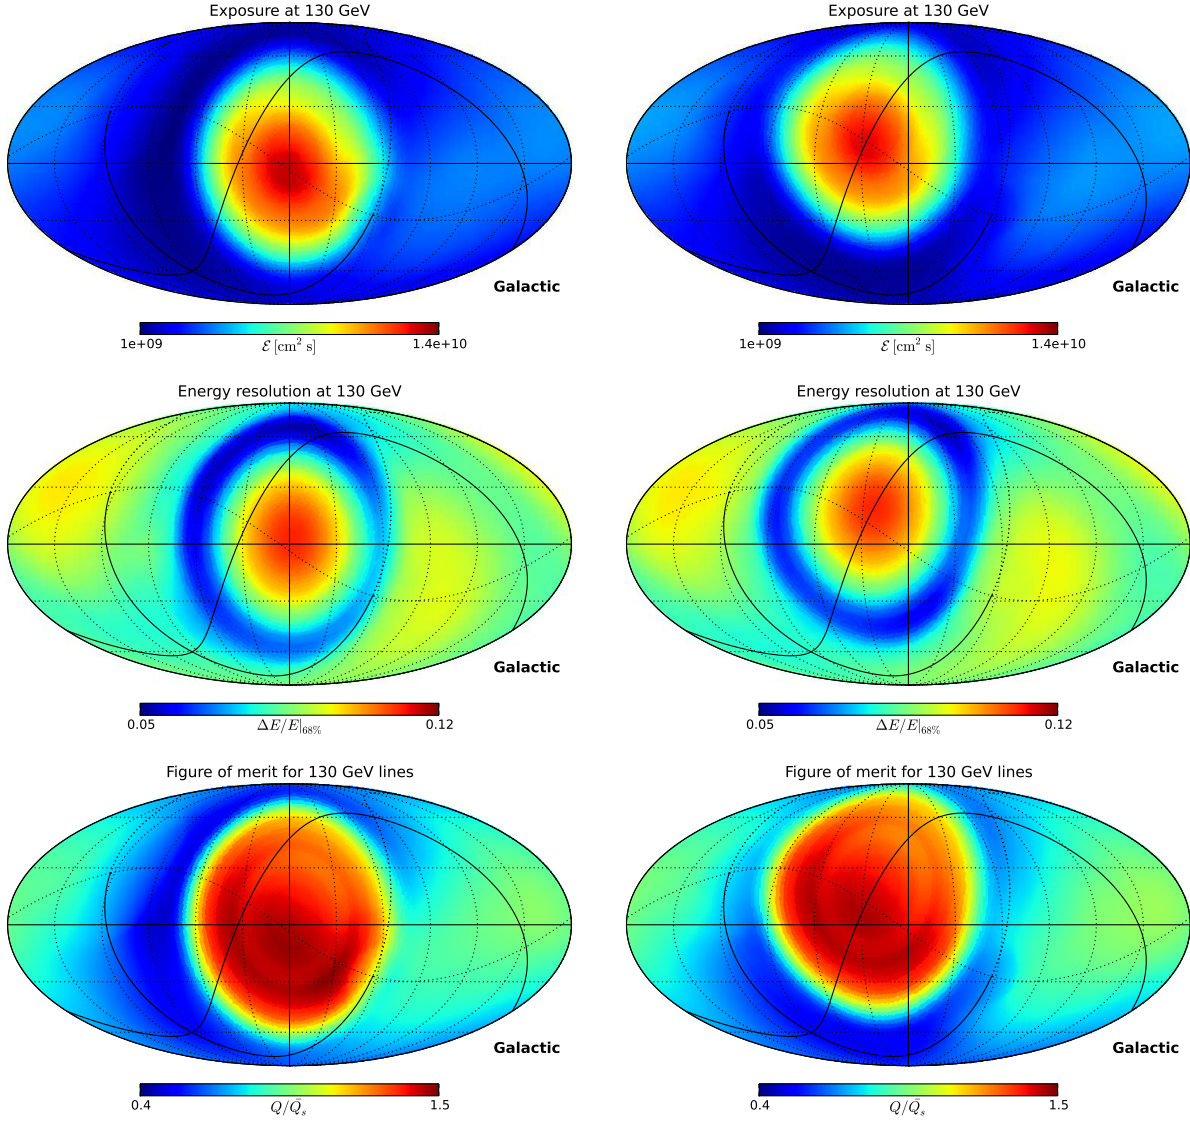 Exposure at 130 GeV
Galactic
1e+09 1.4e+10
ℰ [cm² s]
Exposure at 130 GeV
Galactic
1e+09 1.4e+10
ℰ [cm² s]
Energy resolution at 130 GeV
Galactic
0.05 0.12
ΔE/E|₆₈%
Energy resolution at 130 GeV
Galactic
0.05 0.12
ΔE/E|₆₈%
Figure of merit for 130 GeV lines
Galactic
0.4 1.5
Q/Q̄ₛ
Figure of merit for 130 GeV lines
Galactic
0.4 1.5
Q/Q̄ₛ